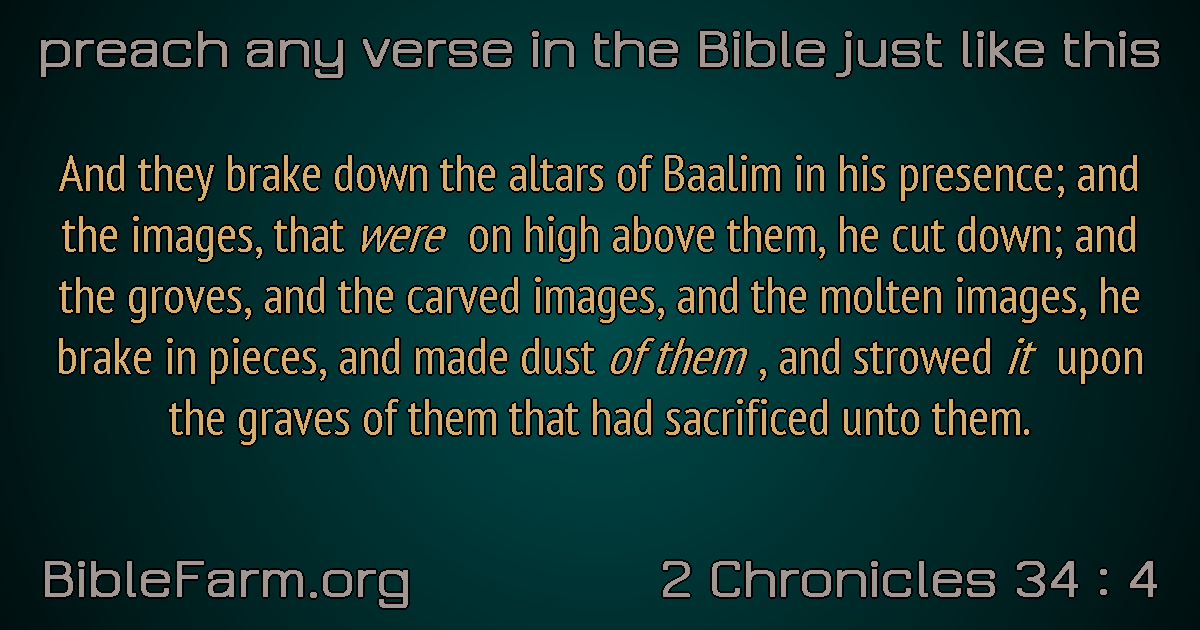 preach any verse in the Bible just like this
And they brake down the altars of Baalim in his presence; and
the images, that were on high above them, he cut down; and
the groves, and the carved images, and the molten images, he
brake in pieces, and made dust of them , and strowed it upon
the graves of them that had sacrificed unto them.
BibleFarm.org
2 Chronicles 34 : 4